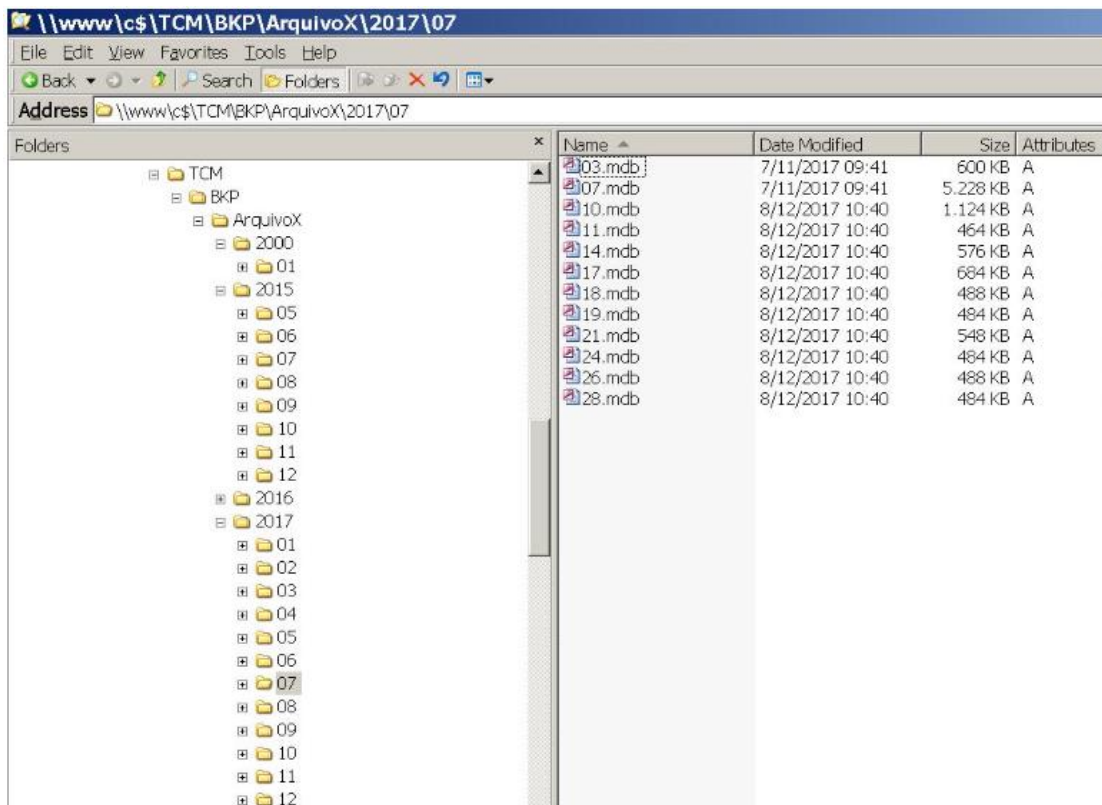 \\www\c$\TCM\BKP\ArquivoX\2017\07
File Edit View Favorites Tools Help
Back Search Folders
Address \\www\c$\TCM\BKP\ArquivoX\2017\07
Folders x
TCM
BKP
ArquivoX
2000
01
2015
05
06
07
08
09
10
11
12
2016
2017
01
02
03
04
05
06
07
08
09
10
11
12
Name Date Modified Size Attributes
03.mdb 7/11/2017 09:41 600 KB A
07.mdb 7/11/2017 09:41 5.228 KB A
10.mdb 8/12/2017 10:40 1.124 KB A
11.mdb 8/12/2017 10:40 464 KB A
14.mdb 8/12/2017 10:40 576 KB A
17.mdb 8/12/2017 10:40 684 KB A
18.mdb 8/12/2017 10:40 488 KB A
19.mdb 8/12/2017 10:40 484 KB A
21.mdb 8/12/2017 10:40 548 KB A
24.mdb 8/12/2017 10:40 484 KB A
26.mdb 8/12/2017 10:40 488 KB A
28.mdb 8/12/2017 10:40 484 KB A